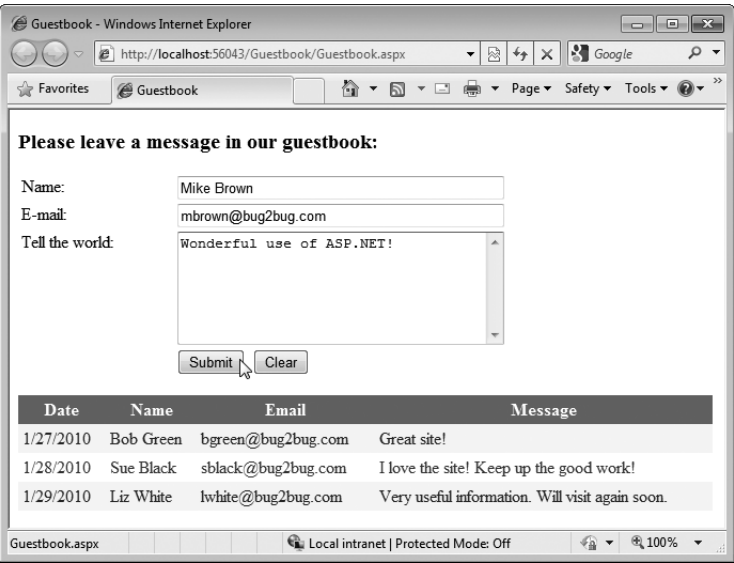 Guestbook - Windows Internet Explorer
http://localhost:56043/Guestbook/Guestbook.aspx
Google
Favorites
Guestbook
Page Safety Tools
Please leave a message in our guestbook:
Name: Mike Brown
E-mail: mbrown@bug2bug.com
Tell the world: Wonderful use of ASP.NET!
Submit Clear
Date Name Email Message
1/27/2010 Bob Green bgreen@bug2bug.com Great site!
1/28/2010 Sue Black sblack@bug2bug.com I love the site! Keep up the good work!
1/29/2010 Liz White lwhite@bug2bug.com Very useful information. Will visit again soon.
Guestbook.aspx Local intranet | Protected Mode: Off 100%